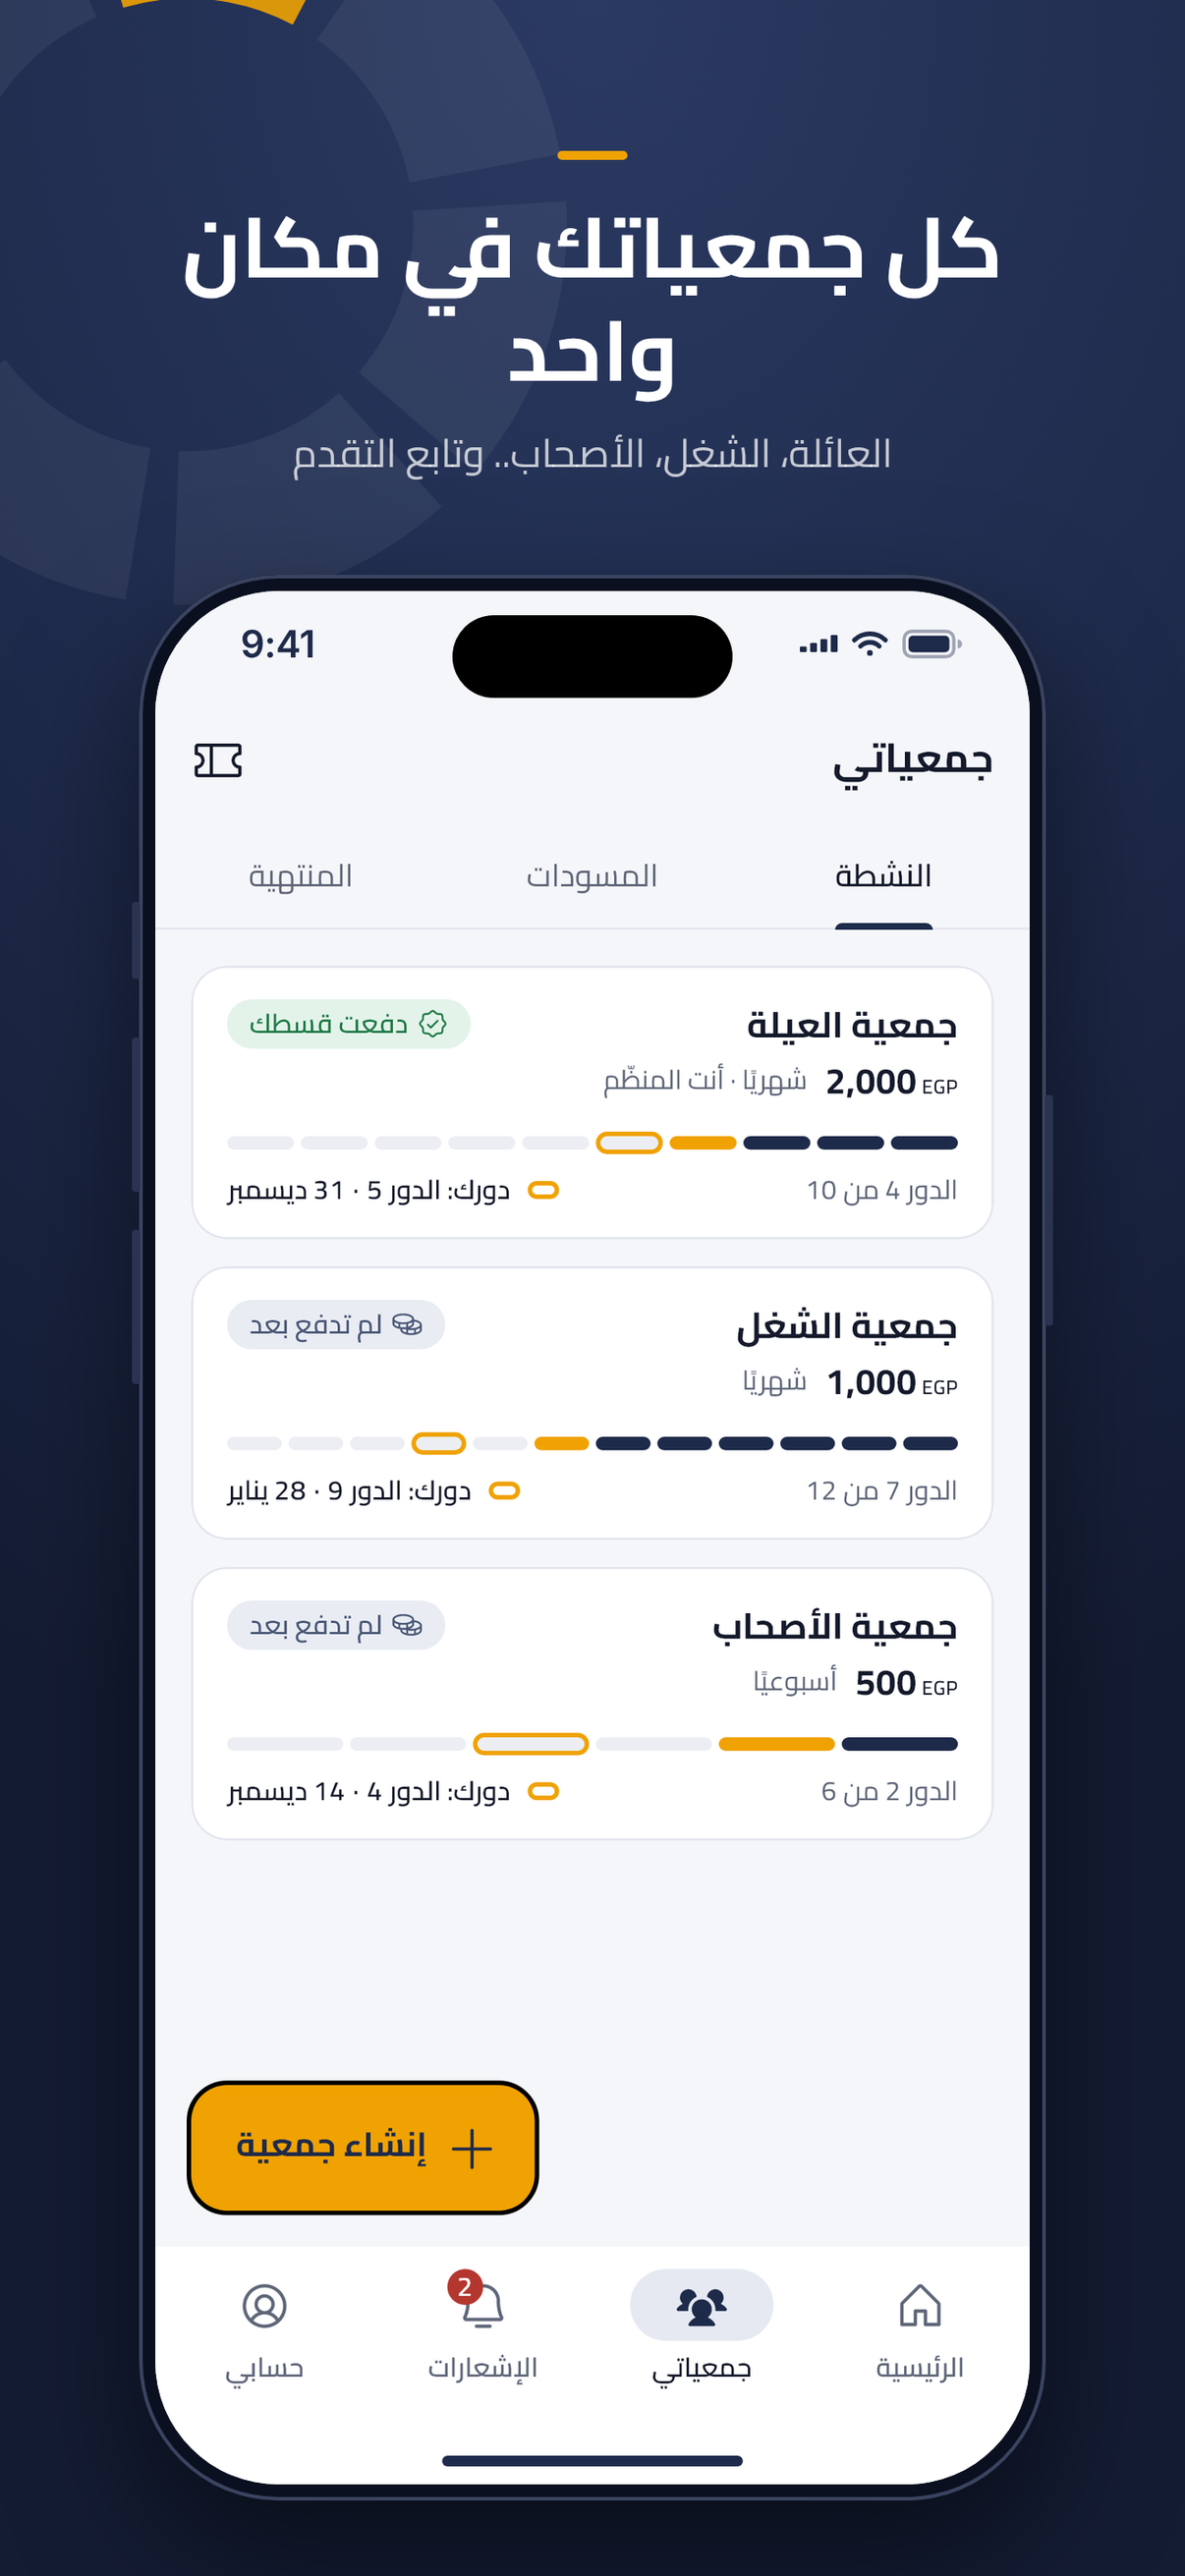 كل جمعياتك في مكان
واحد
العائلة، الشغل، الأصحاب.. وتابع التقدم
9:41
جمعياتي
النشطة
المسودات
المنتهية
جمعية العيلة
دفعت قسطك
2,000 EGP شهريًا · أنت المنظّم
الدور 4 من 10
دورك: الدور 5 · 31 ديسمبر
جمعية الشغل
لم تدفع بعد
1,000 EGP شهريًا
الدور 7 من 12
دورك: الدور 9 · 28 يناير
جمعية الأصحاب
لم تدفع بعد
500 EGP أسبوعيًا
الدور 2 من 6
دورك: الدور 4 · 14 ديسمبر
إنشاء جمعية
2
الرئيسية
جمعياتي
الإشعارات
حسابي